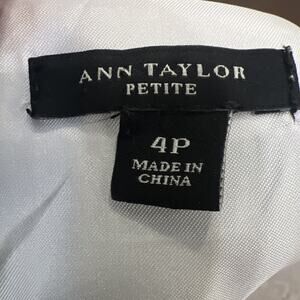 ANN TAYLOR
PETITE
4P
MADE IN
CHINA